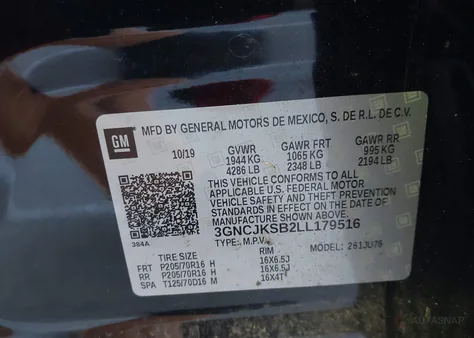 GM
MFD BY GENERAL MOTORS DE MEXICO, S. DE R.L. DE C.V.
10/19 GVWR GAWR FRT GAWR RR
1944 KG 1065 KG 995 KG
4286 LB 2348 LB 2194 LB
THIS VEHICLE CONFORMS TO ALL
APPLICABLE U.S. FEDERAL MOTOR
VEHICLE SAFETY AND THEFT PREVENTION
STANDARDS IN EFFECT ON THE DATE OF
MANUFACTURE SHOWN ABOVE.
3GNCJKSB2LL179516
384A TYPE: M.P.V. MODEL: 261JU76
TIRE SIZE RIM
FRT P205/70R16 H 16X6.5J
RR P205/70R16 H 16X6.5J
SPA T125/70D16 M 16X4T
AUTOSNAP